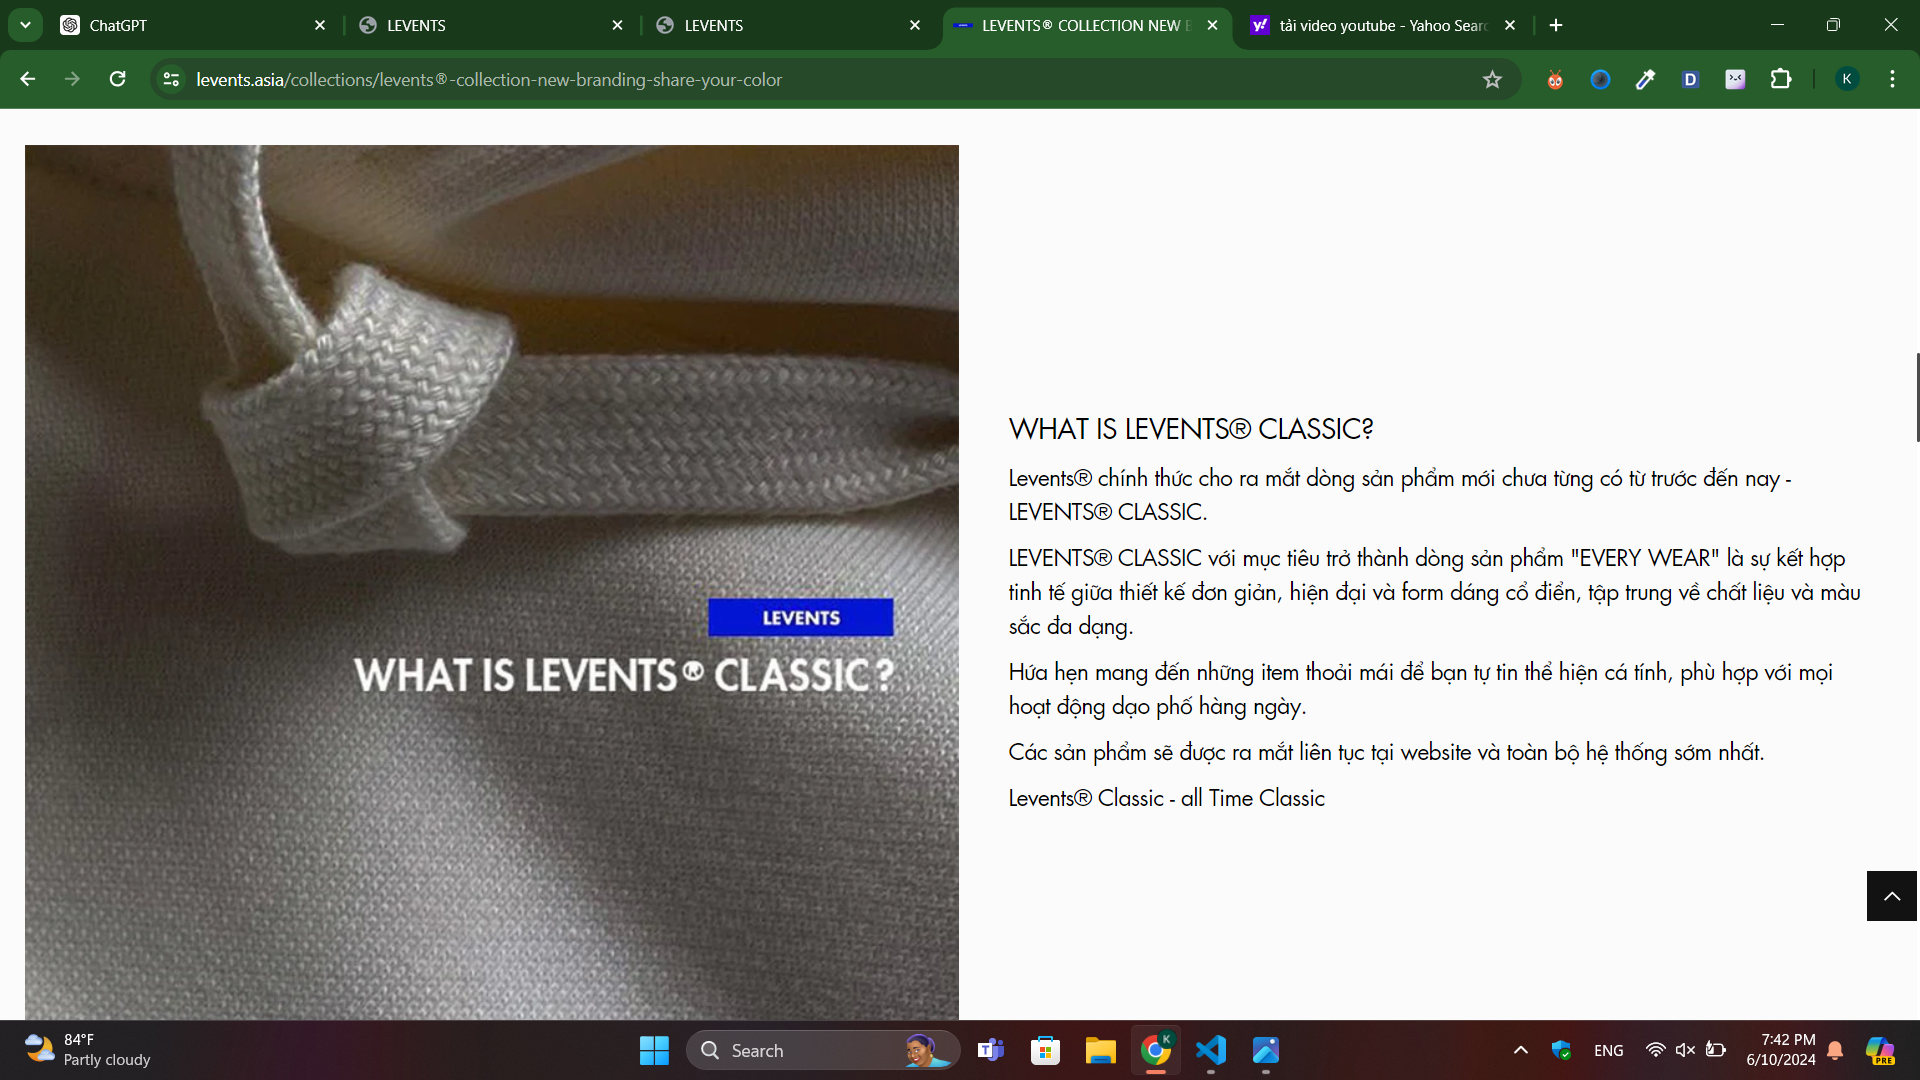 ChatGPT
LEVENTS
LEVENTS
LEVENTS® COLLECTION NEW B
tải video youtube - Yahoo Searc
levents.asia/collections/levents®-collection-new-branding-share-your-color
K
LEVENTS
WHAT IS LEVENTS® CLASSIC?
WHAT IS LEVENTS® CLASSIC?
Levents® chính thức cho ra mắt dòng sản phẩm mới chưa từng có từ trước đến nay -
LEVENTS® CLASSIC.
LEVENTS® CLASSIC với mục tiêu trở thành dòng sản phẩm "EVERY WEAR" là sự kết hợp
tinh tế giữa thiết kế đơn giản, hiện đại và form dáng cổ điển, tập trung về chất liệu và màu
sắc đa dạng.
Hứa hẹn mang đến những item thoải mái để bạn tự tin thể hiện cá tính, phù hợp với mọi
hoạt động dạo phố hàng ngày.
Các sản phẩm sẽ được ra mắt liên tục tại website và toàn bộ hệ thống sớm nhất.
Levents® Classic - all Time Classic
84°F
Partly cloudy
Search
K
ENG
7:42 PM
6/10/2024
PRE